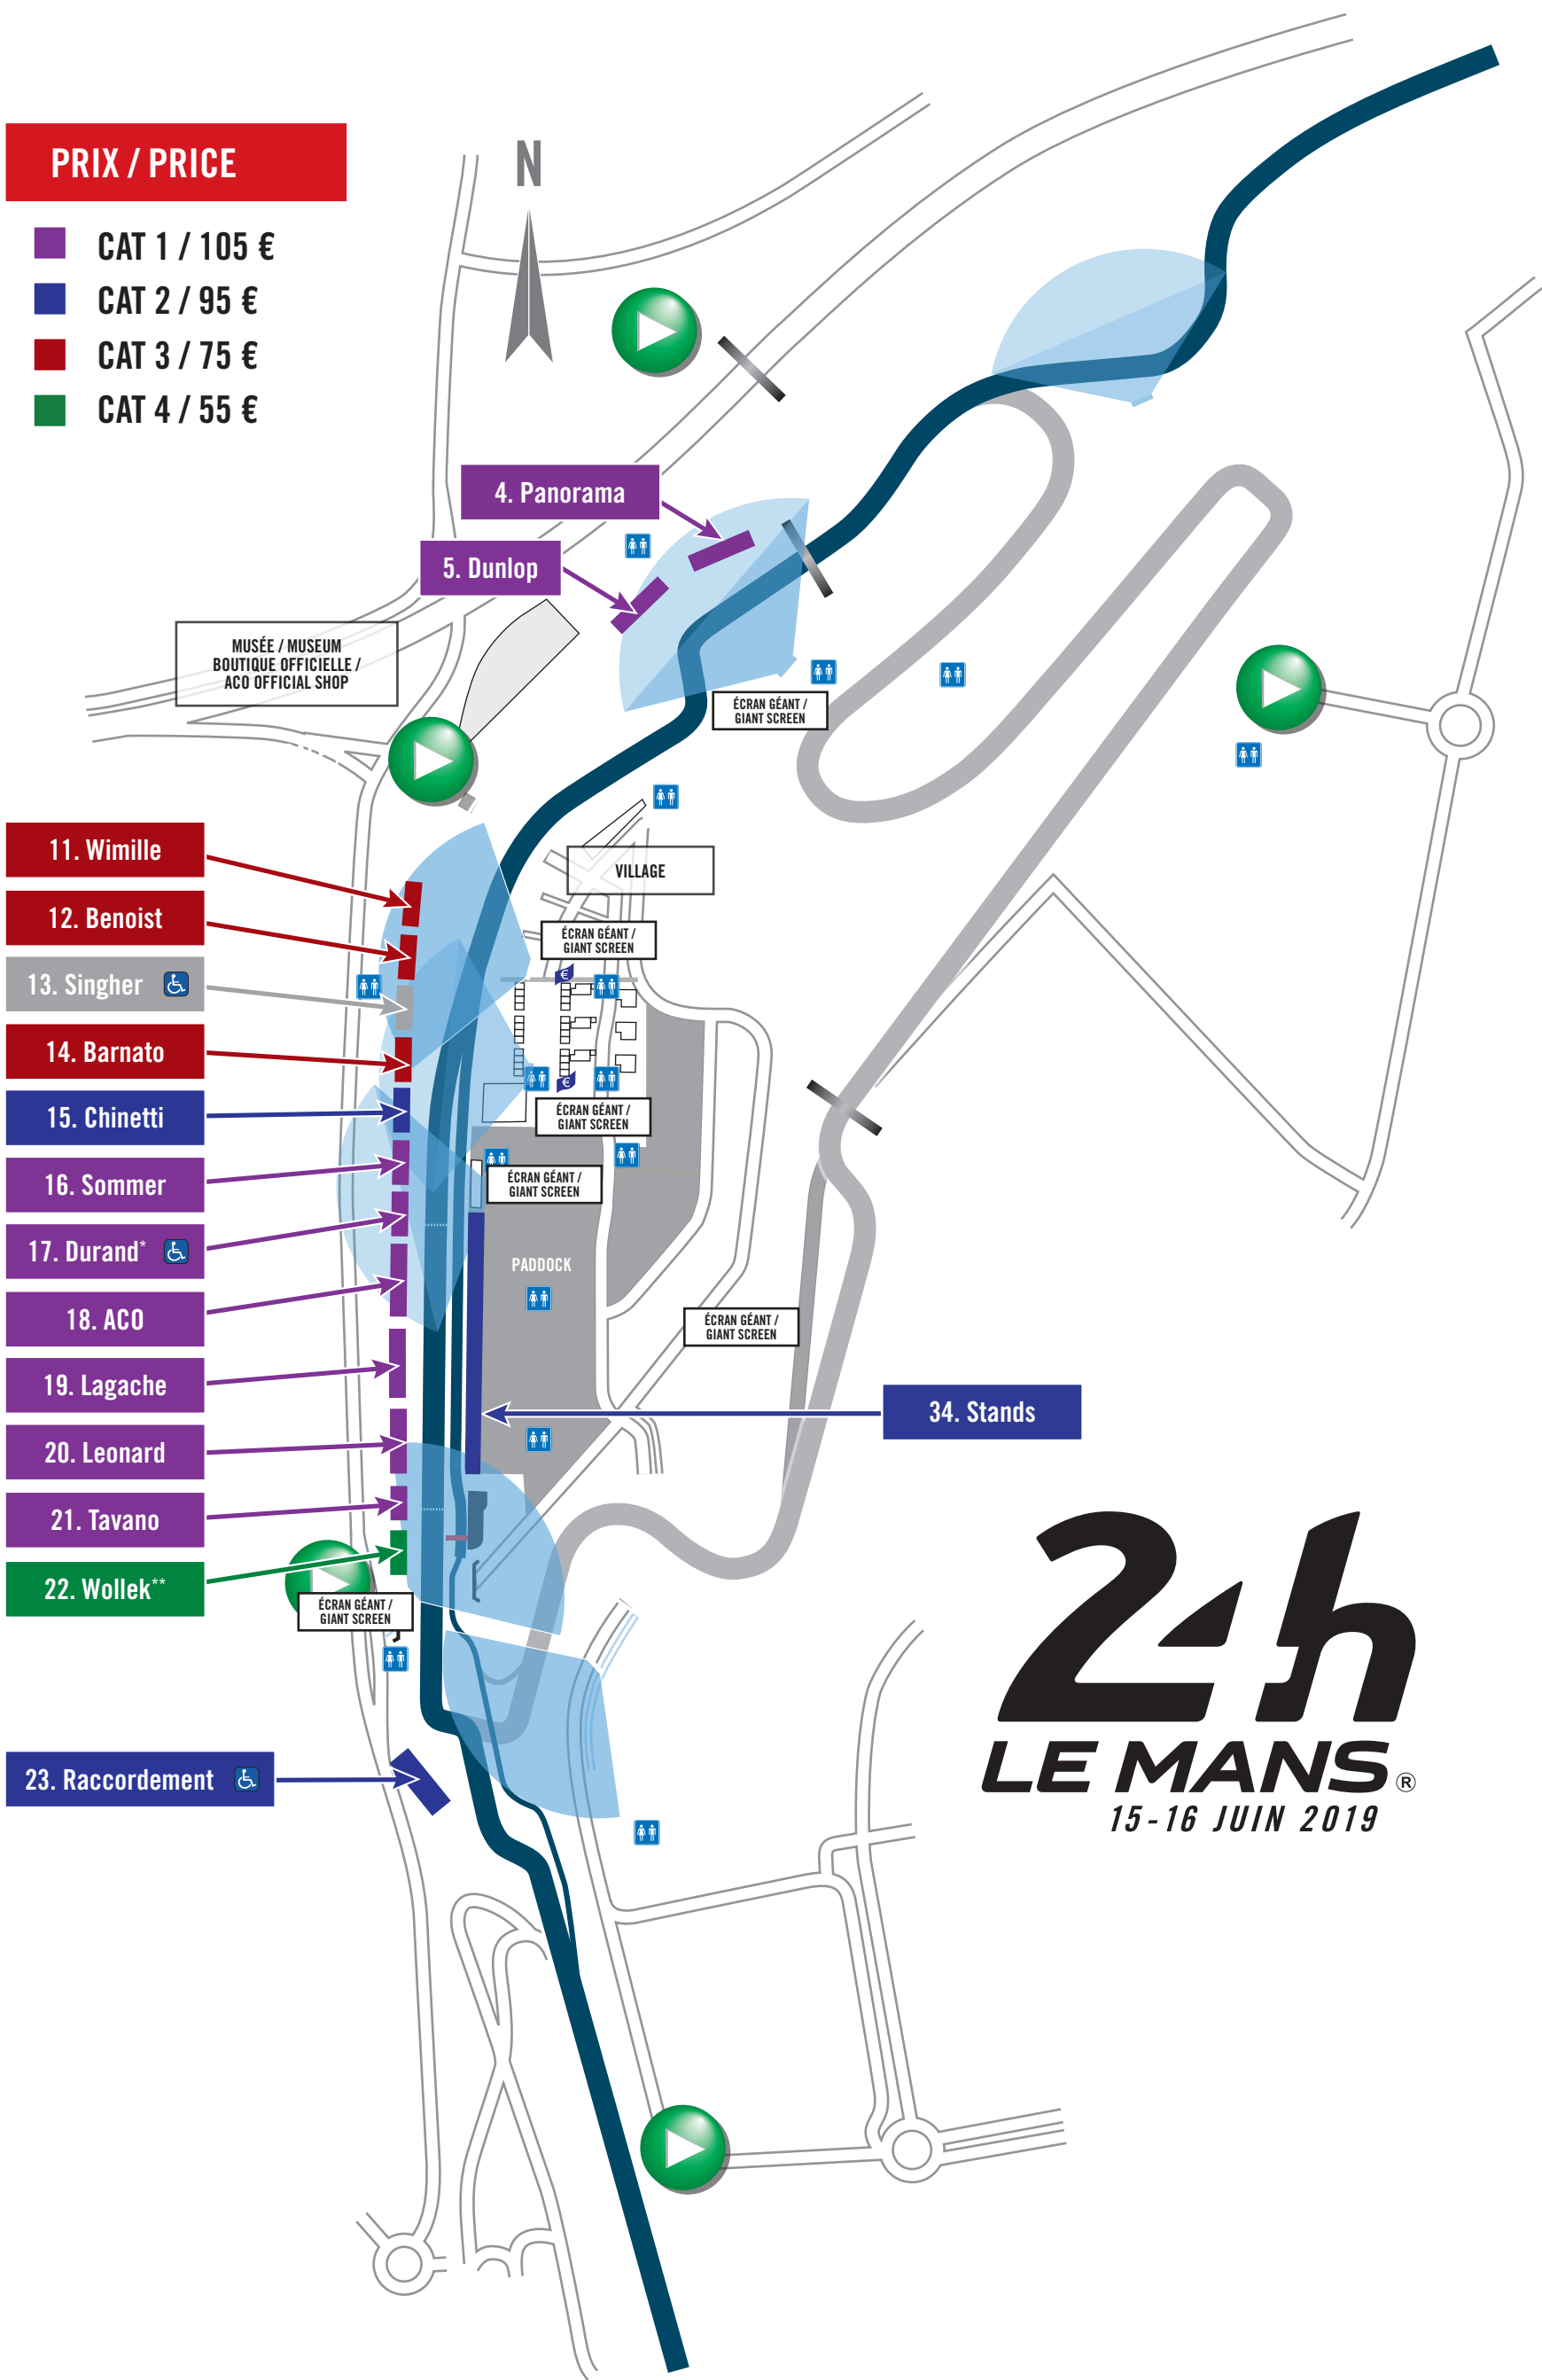 PRIX / PRICE
CAT 1 / 105 €
CAT 2 / 95 €
CAT 3 / 75 €
CAT 4 / 55 €
N
4. Panorama
5. Dunlop
MUSÉE / MUSEUM
BOUTIQUE OFFICIELLE /
ACO OFFICIAL SHOP
ÉCRAN GÉANT /
GIANT SCREEN
11. Wimille
12. Benoist
13. Singher
14. Barnato
15. Chinetti
16. Sommer
17. Durand*
18. ACO
19. Lagache
20. Leonard
21. Tavano
22. Wollek**
23. Raccordement
VILLAGE
ÉCRAN GÉANT /
GIANT SCREEN
€
€
ÉCRAN GÉANT /
GIANT SCREEN
ÉCRAN GÉANT /
GIANT SCREEN
PADDOCK
ÉCRAN GÉANT /
GIANT SCREEN
34. Stands
ÉCRAN GÉANT /
GIANT SCREEN
24h
LE MANS®
15-16 JUIN 2019